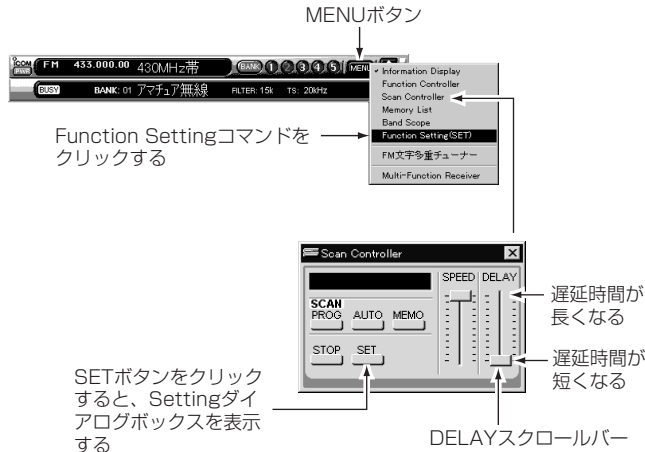 MENUボタン
ICOM
PWR
FM 433.000.00 430MHz帯 BANK 1 2 3 4 5 MENU
BUSY BANK: 01 アマチュア無線 FILTER: 15k TS: 20kHz
✓ Information Display
Function Controller
Scan Controller
Memory List
Band Scope
Function Setting(SET)
FM文字多重チューナー
Multi-Function Receiver
Function Settingコマンドを
クリックする
Scan Controller
SPEED DELAY
SCAN
PROG AUTO MEMO
STOP SET
遅延時間が
長くなる
遅延時間が
短くなる
SETボタンをクリック
すると、Settingダイ
アログボックスを表示
する
DELAYスクロールバー